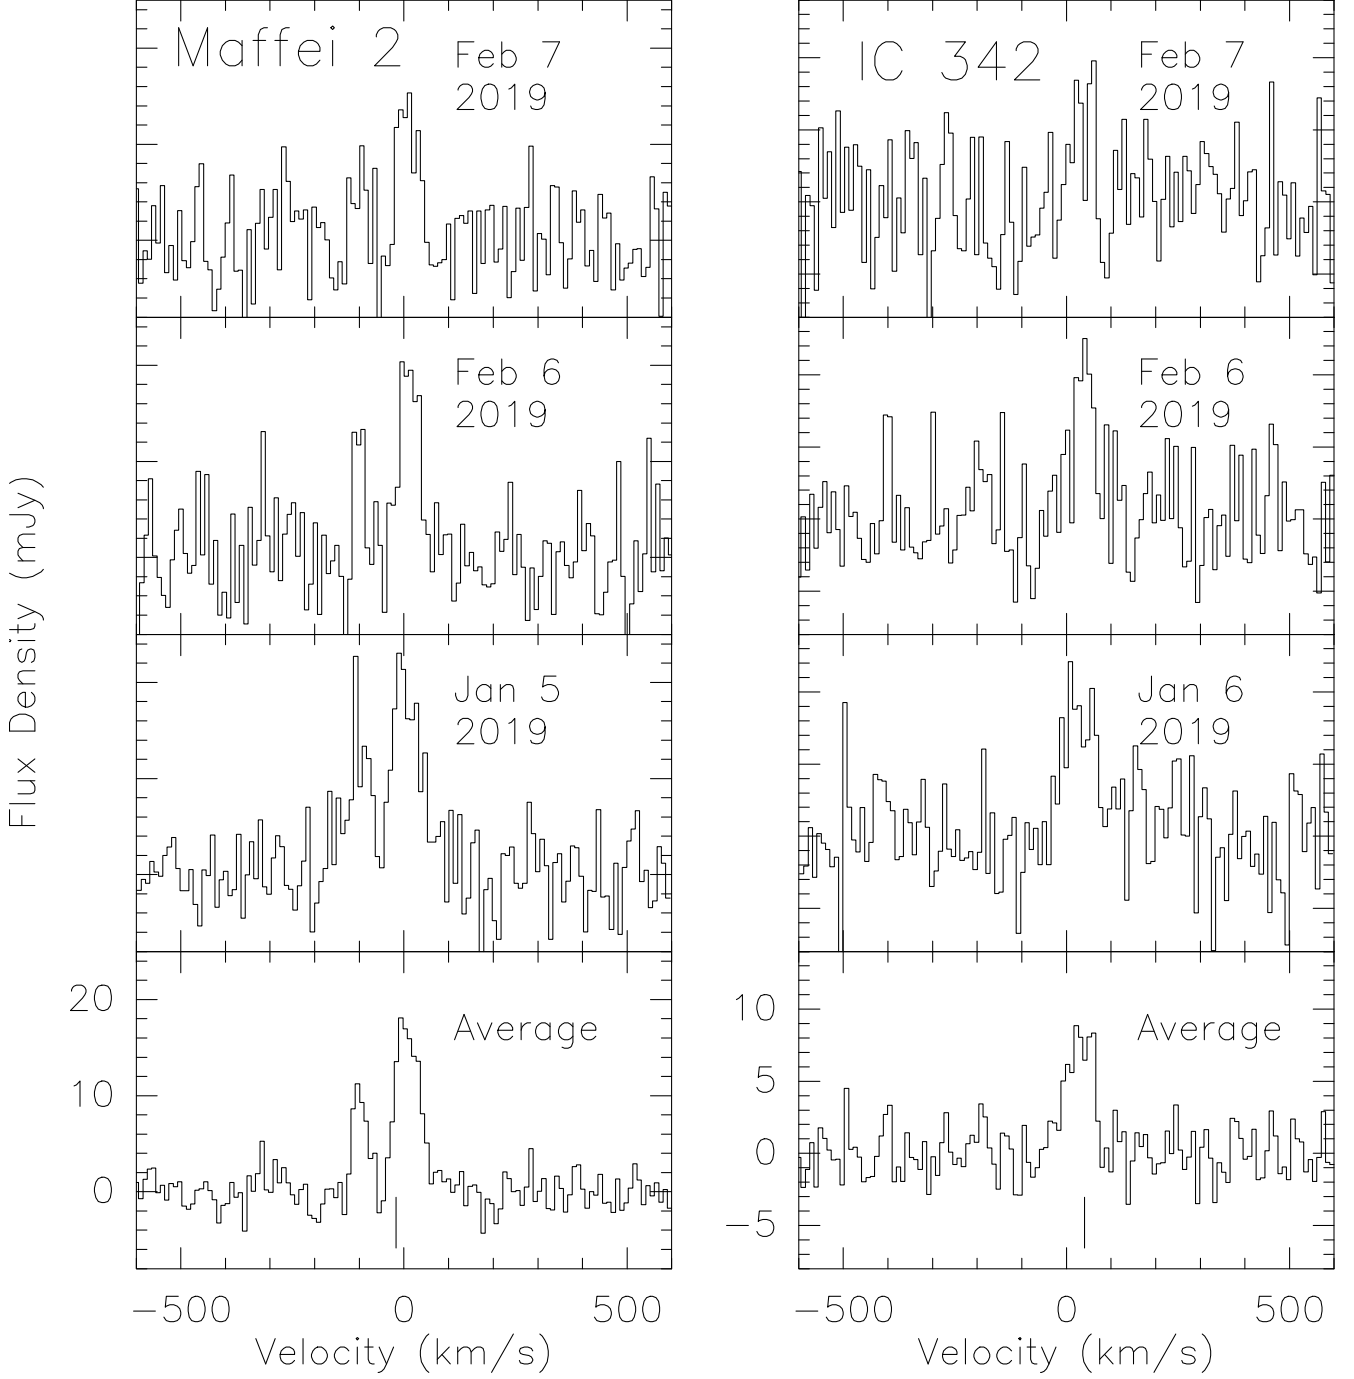 Maffei 2
Feb 7
2019
IC 342
Feb 7
2019
Feb 6
2019
Feb 6
2019
Jan 5
2019
Jan 6
2019
Flux Density (mJy)
20
10
0
Average
10
5
0
−5
Average
−500 0 500
Velocity (km/s)
−500 0 500
Velocity (km/s)